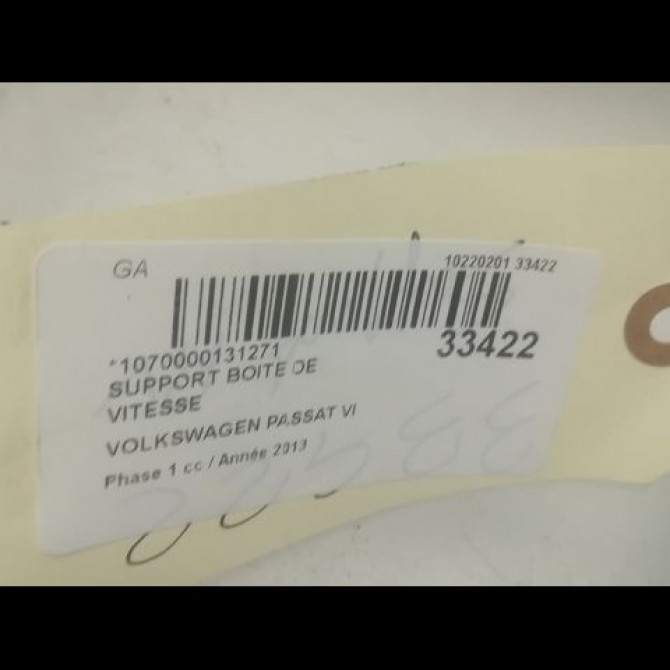 GA
10220201 33422
*1070000131271
33422
SUPPORT BOITE DE
VITESSE
VOLKSWAGEN PASSAT VI
Phase 1 cc / Année 2013